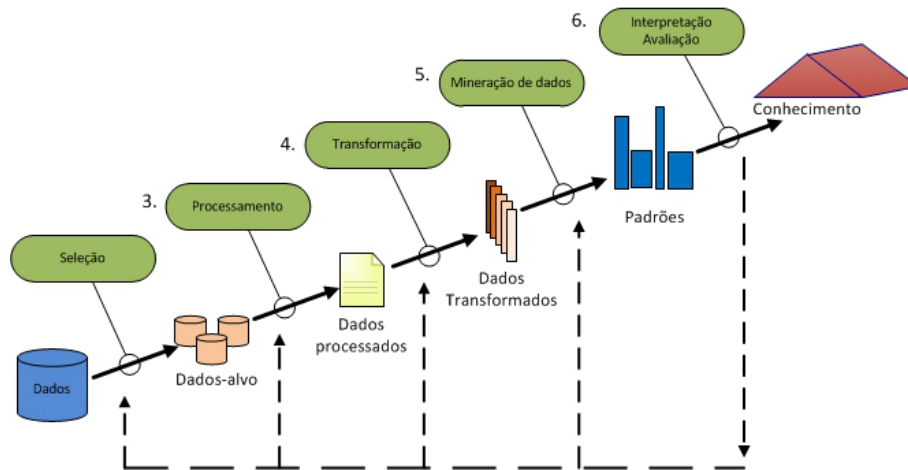 6.
Interpretação
Avaliação
5.
Mineração de dados
Conhecimento
4.
Transformação
3.
Processamento
Padrões
Seleção
Dados
Transformados
Dados
processados
Dados-alvo
Dados